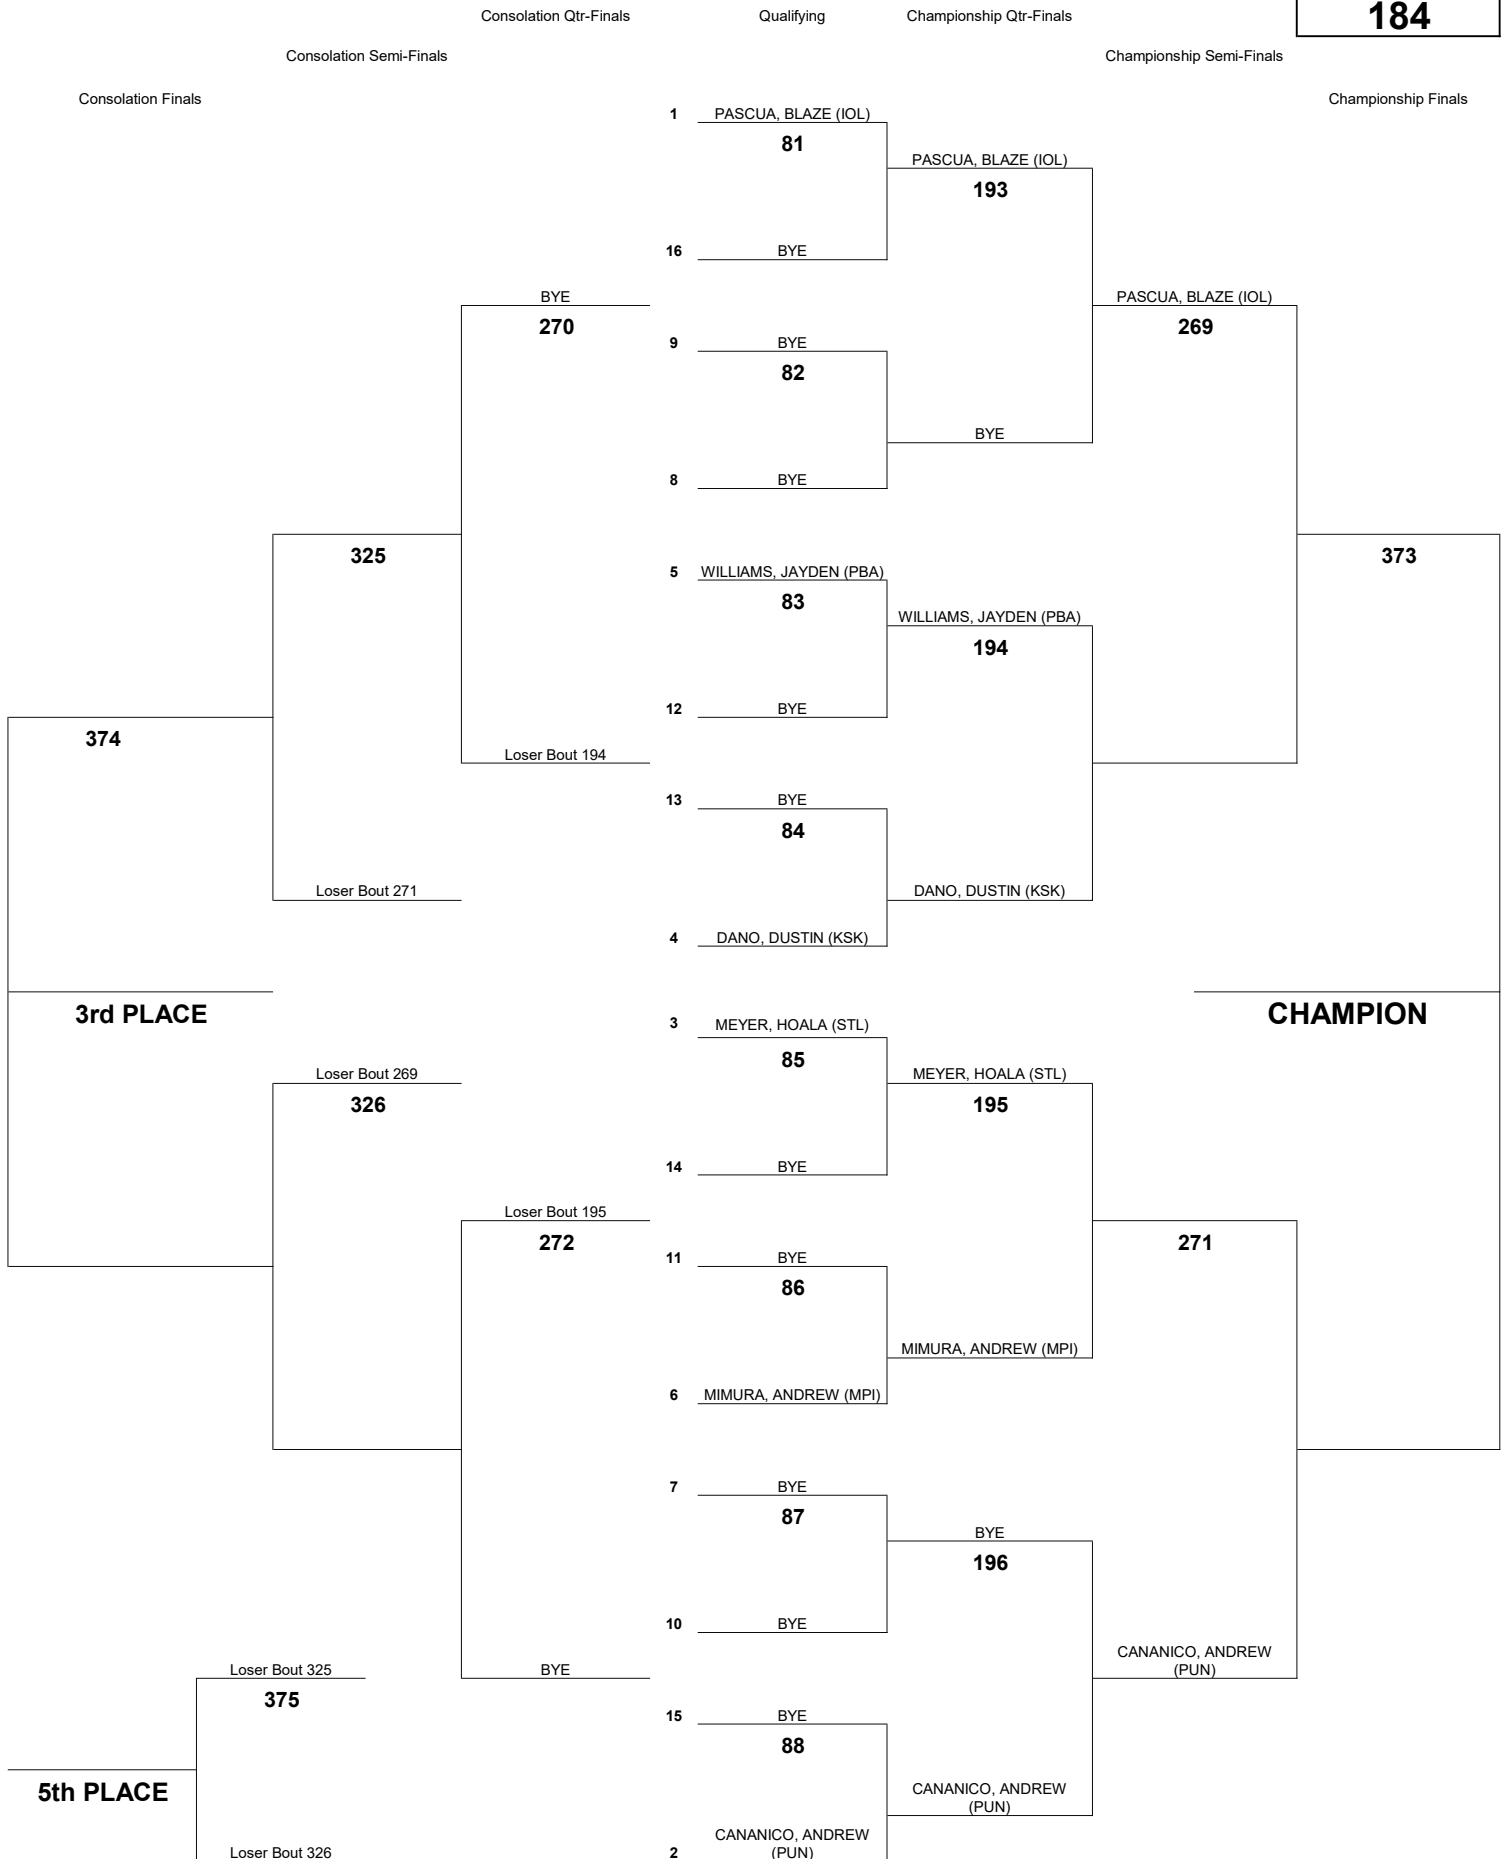 Consolation Qtr-Finals
Qualifying
Championship Qtr-Finals
184
Consolation Semi-Finals
Championship Semi-Finals
Consolation Finals
Championship Finals
1 PASCUA, BLAZE (IOL)
81
PASCUA, BLAZE (IOL)
193
16 BYE
BYE
270
PASCUA, BLAZE (IOL)
269
9 BYE
82
BYE
8 BYE
325
373
5 WILLIAMS, JAYDEN (PBA)
83
WILLIAMS, JAYDEN (PBA)
194
12 BYE
374
Loser Bout 194
13 BYE
84
Loser Bout 271
DANO, DUSTIN (KSK)
4 DANO, DUSTIN (KSK)
3rd PLACE
CHAMPION
3 MEYER, HOALA (STL)
85
Loser Bout 269
326
MEYER, HOALA (STL)
195
14 BYE
Loser Bout 195
272
271
11 BYE
86
MIMURA, ANDREW (MPI)
6 MIMURA, ANDREW (MPI)
7 BYE
87
BYE
196
10 BYE
CANANICO, ANDREW
(PUN)
Loser Bout 325
375
BYE
15 BYE
88
5th PLACE
CANANICO, ANDREW
(PUN)
CANANICO, ANDREW
2 (PUN)
Loser Bout 326